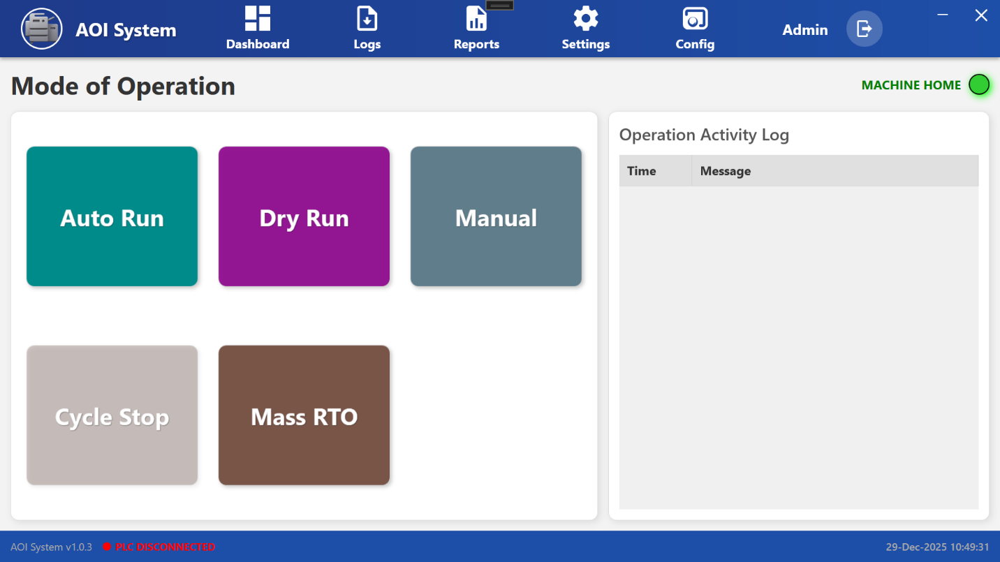 AOI System
Dashboard
Logs
Reports
Settings
Config
Admin
Mode of Operation
MACHINE HOME
Auto Run
Dry Run
Manual
Cycle Stop
Mass RTO
Operation Activity Log
Time Message
AOI System v1.0.3 PLC DISCONNECTED
29-Dec-2025 10:49:31